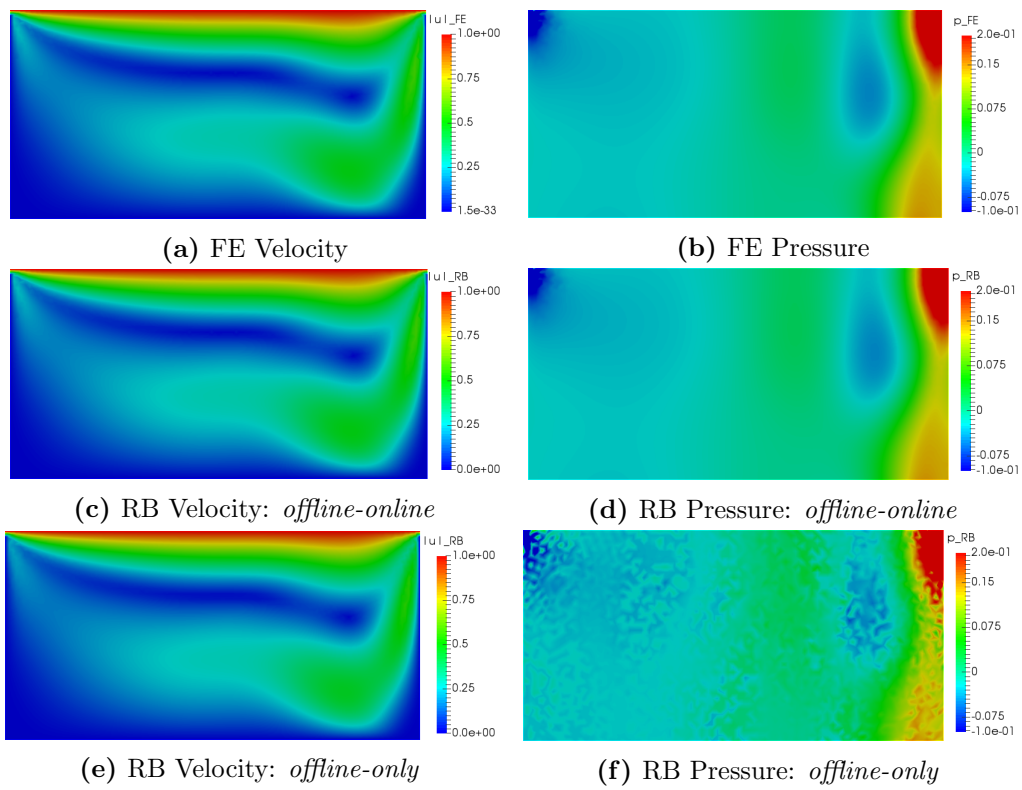 |u|_FE
1.0e+00
0.75
0.5
0.25
1.5e-33
p_FE
2.0e-01
0.15
0.075
0
-0.075
-1.0e-01
(a) FE Velocity
(b) FE Pressure
|u|_RB
1.0e+00
0.75
0.5
0.25
0.0e+00
p_RB
2.0e-01
0.15
0.075
0
-0.075
-1.0e-01
(c) RB Velocity: offline-online
(d) RB Pressure: offline-online
|u|_RB
1.0e+00
0.75
0.5
0.25
0.0e+00
p_RB
2.0e-01
0.15
0.075
0
-0.075
-1.0e-01
(e) RB Velocity: offline-only
(f) RB Pressure: offline-only